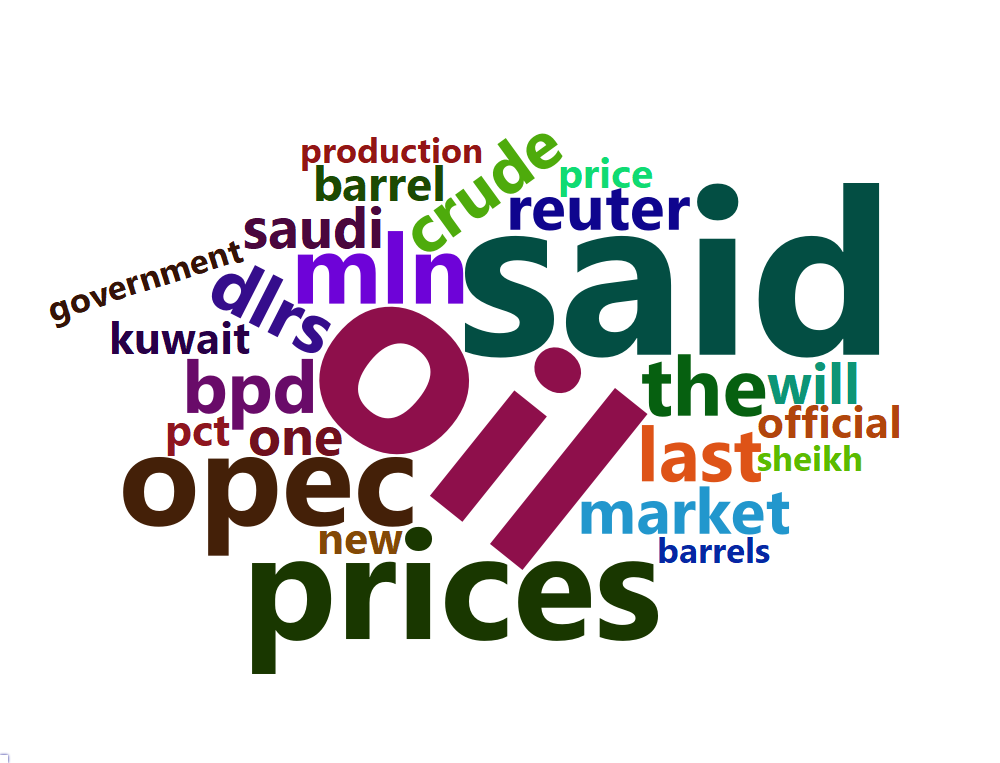 production
barrel
crude
price
reuter
said
saudi
mln
government
dlrs
kuwait
oil
bpd
the
will
official
pct
one
last
sheikh
opec
market
new
barrels
prices